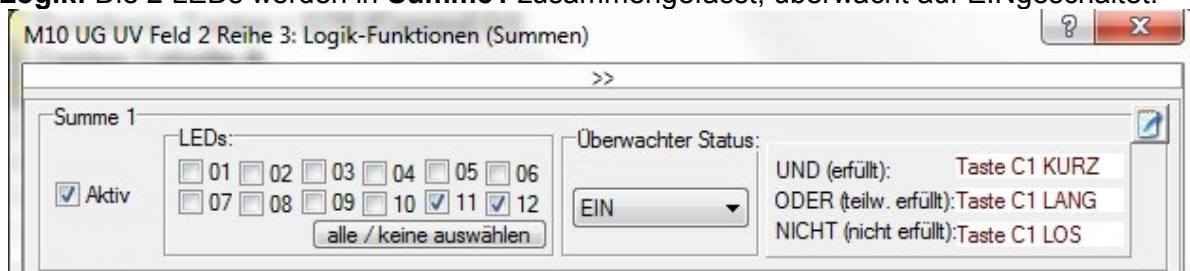 Logik: Die 2 LEDs werden in Summe1 zusammengefasst, überwacht auf EINgeschaltet.
M10 UG UV Feld 2 Reihe 3: Logik-Funktionen (Summen)
>>
Summe 1
LEDs:
01 02 03 04 05 06
07 08 09 10 11 12
alle / keine auswählen
Aktiv
Überwachter Status:
EIN
UND (erfüllt): Taste C1 KURZ
ODER (teilw. erfüllt): Taste C1 LANG
NICHT (nicht erfüllt): Taste C1 LOS